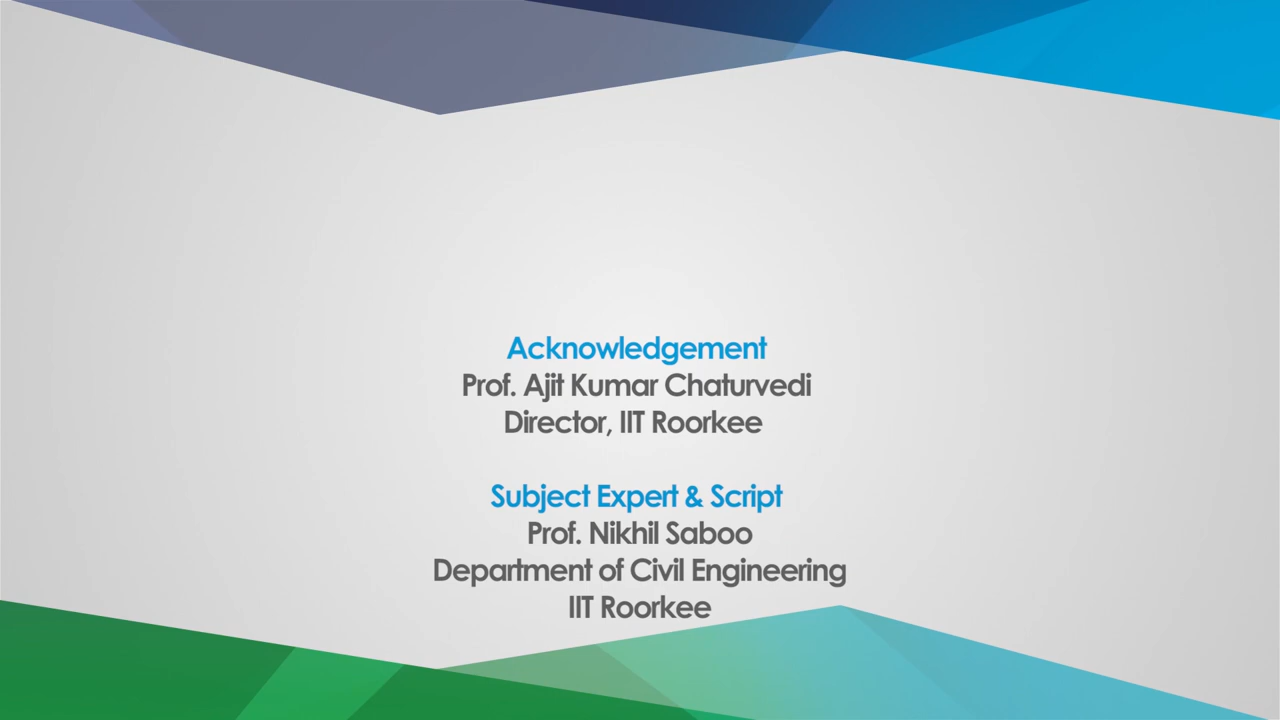 Acknowledgement
Prof. Ajit Kumar Chaturvedi
Director, IIT Roorkee
Subject Expert & Script
Prof. Nikhil Saboo
Department of Civil Engineering
IIT Roorkee